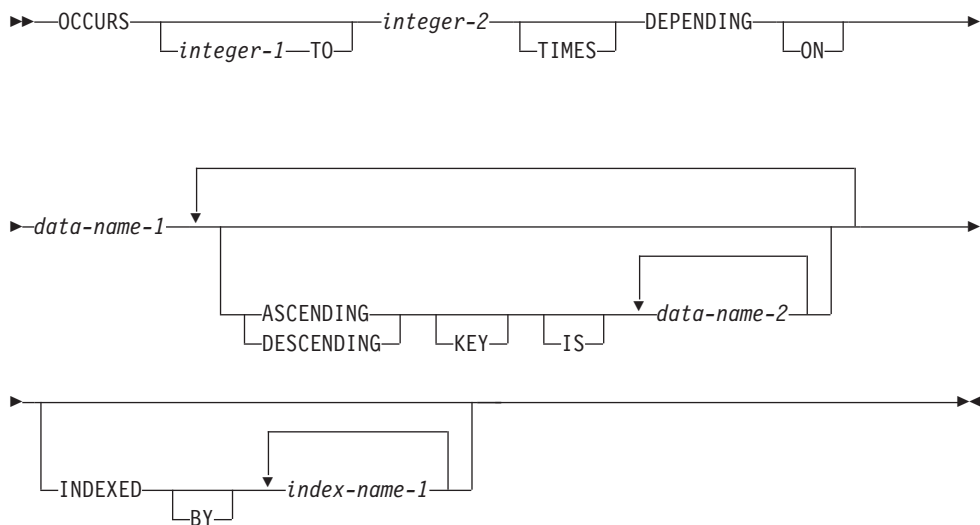 OCCURS integer-2 DEPENDING
integer-1 TO TIMES ON
data-name-1
ASCENDING data-name-2
DESCENDING KEY IS
INDEXED index-name-1
BY